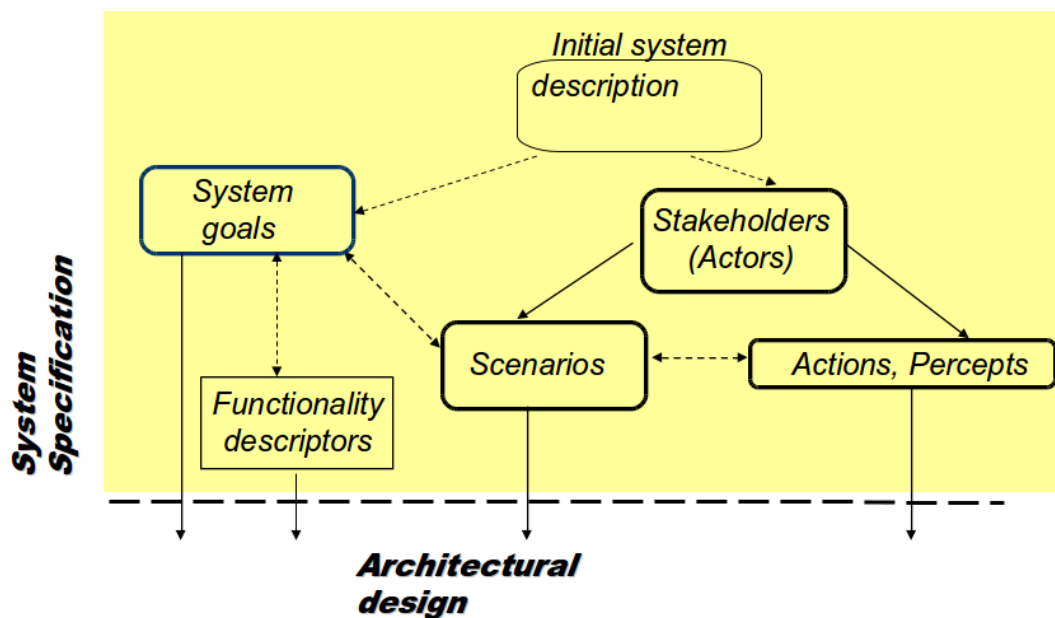 Initial system
description
System
goals
Stakeholders
(Actors)
Scenarios
Actions, Percepts
Functionality
descriptors
System
Specification
Architectural
design